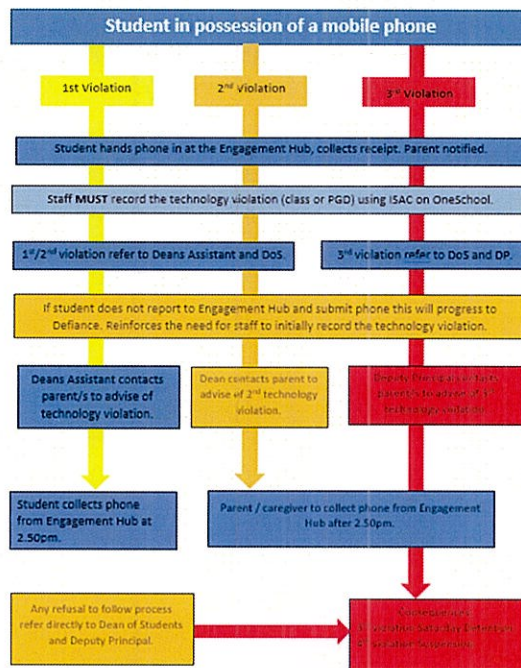 Student in possession of a mobile phone
1st Violation
2nd Violation
3rd Violation
Student hands phone in at the Engagement Hub, collects receipt. Parent notified.
Staff MUST record the technology violation (class or PGD) using ISAC on OneSchool.
1st/2nd violation refer to Deans Assistant and DoS.
3rd violation refer to DoS and DP.
If student does not report to Engagement Hub and submit phone this will progress to
Defiance. Reinforces the need for staff to initially record the technology violation.
Deans Assistant contacts
parent/s to advise of
technology violation.
Dean contacts parent to
advise of 2nd technology
violation.
Deputy Principal contacts
parent/s to advise of 3rd
technology violation
Student collects phone
from Engagement Hub at
2.50pm.
Parent / caregiver to collect phone from Engagement
Hub after 2.50pm.
Any refusal to follow process
refer directly to Dean of
Students
and Deputy Principal.
Consequences
violation Saturday Detention
violation Suspension